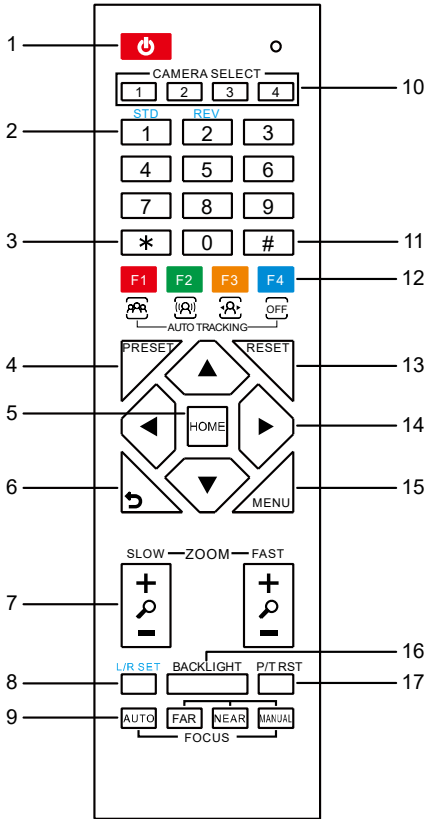 1
CAMERA SELECT
1 2 3 4
10
STD REV
2
1 2 3
4 5 6
7 8 9
3
* 0 #
11
F1 F2 F3 F4
12
OFF
AUTO TRACKING
PRESET RESET
4
13
5
HOME
14
6
MENU
15
SLOW ZOOM FAST
+ +
7
− −
16
L/R SET BACKLIGHT P/T RST
8
17
9
AUTO FAR NEAR MANUAL
FOCUS